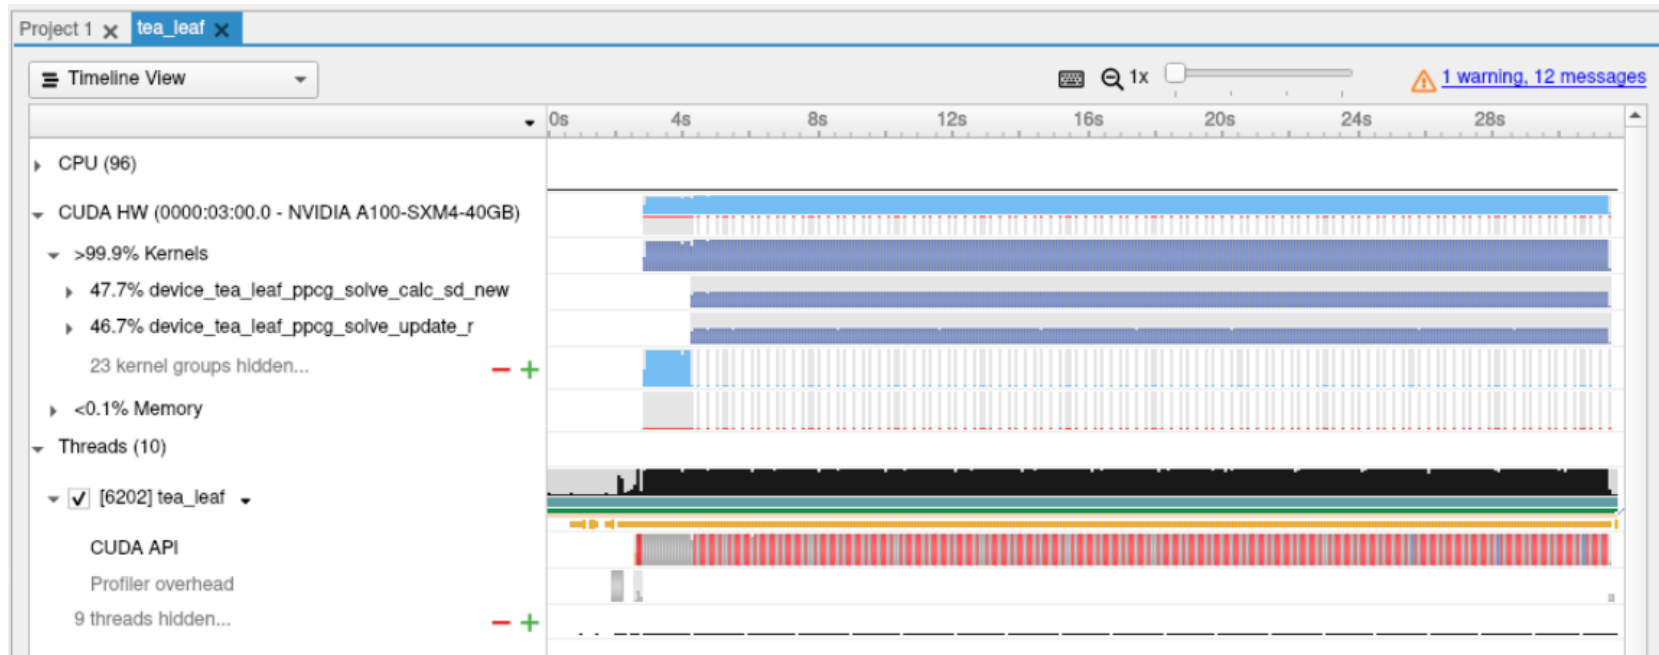 Project 1 tea_leaf
Timeline View 1x 1 warning, 12 messages
0s 4s 8s 12s 16s 20s 24s 28s
CPU (96)
CUDA HW (0000:03:00.0 - NVIDIA A100-SXM4-40GB)
>99.9% Kernels
47.7% device_tea_leaf_ppcg_solve_calc_sd_new
46.7% device_tea_leaf_ppcg_solve_update_r
23 kernel groups hidden...
<0.1% Memory
Threads (10)
[6202] tea_leaf
CUDA API
Profiler overhead
9 threads hidden...